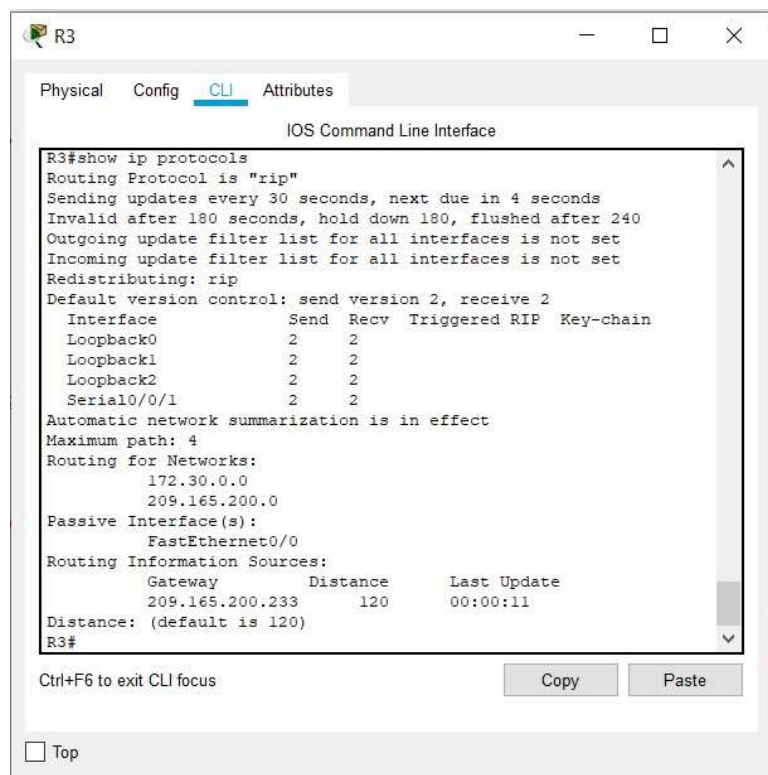 R3
Physical Config CLI Attributes
IOS Command Line Interface
R3#show ip protocols
Routing Protocol is "rip"
Sending updates every 30 seconds, next due in 4 seconds
Invalid after 180 seconds, hold down 180, flushed after 240
Outgoing update filter list for all interfaces is not set
Incoming update filter list for all interfaces is not set
Redistributing: rip
Default version control: send version 2, receive 2
Interface Send Recv Triggered RIP Key-chain
Loopback0 2 2
Loopback1 2 2
Loopback2 2 2
Serial0/0/1 2 2
Automatic network summarization is in effect
Maximum path: 4
Routing for Networks:
172.30.0.0
209.165.200.0
Passive Interface(s):
FastEthernet0/0
Routing Information Sources:
Gateway Distance Last Update
209.165.200.233 120 00:00:11
Distance: (default is 120)
R3#
Ctrl+F6 to exit CLI focus Copy Paste
Top